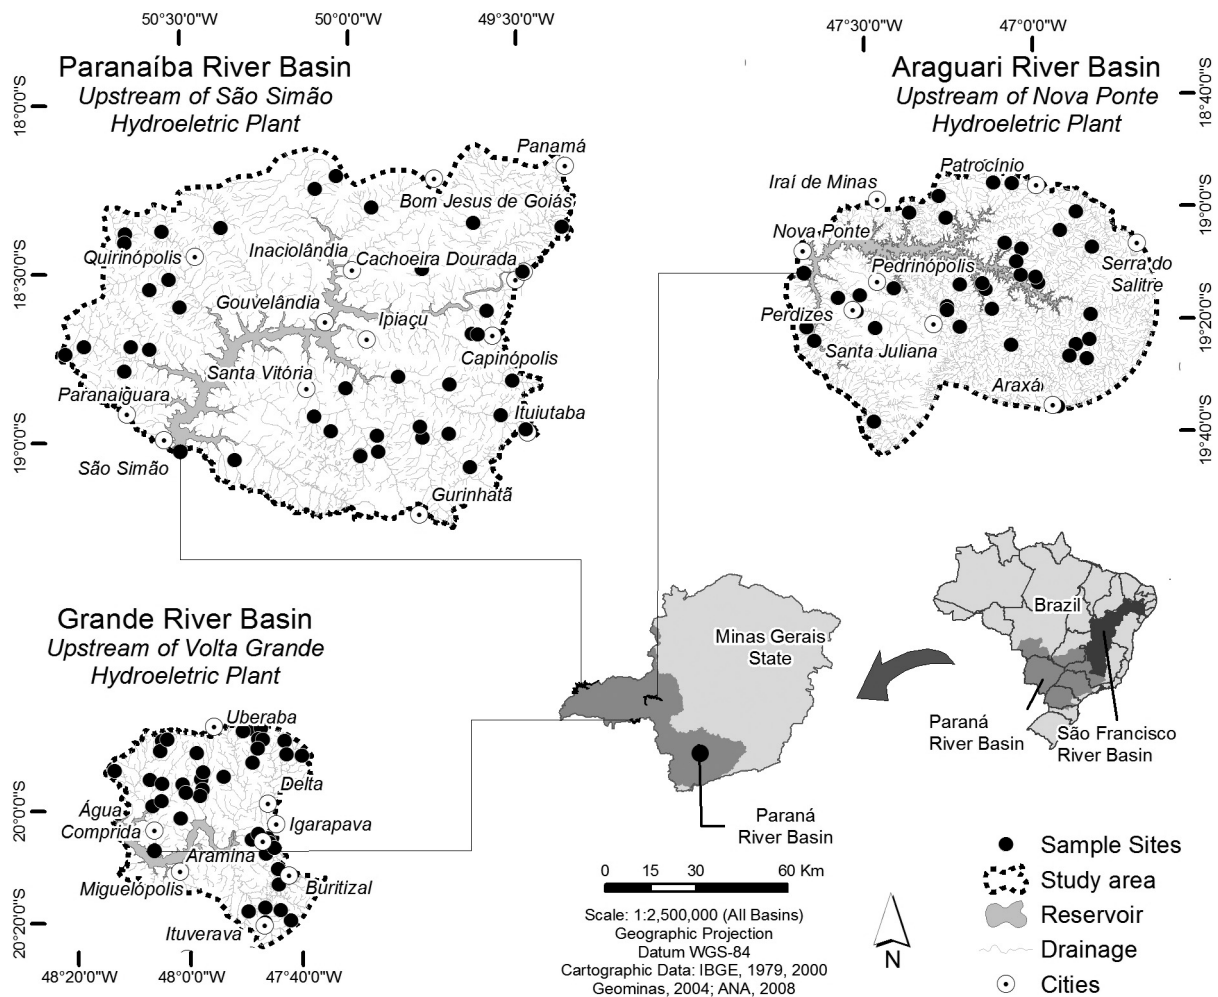 50°30'0"W
50°0'0"W
49°30'0"W
Paranaíba River Basin
Upstream of São Simão
Hydroeletric Plant
18°0'0"S
18°30'0"S
19°0'0"S
Panamá
Bom Jesus de Goiás
Quirinópolis
Inaciolândia
Cachoeira Dourada
Gouvelândia
Ipiaçu
Capinópolis
Santa Vitória
Paranaiguara
Ituiutaba
São Simão
Gurinhatã
47°30'0"W
47°0'0"W
Araguari River Basin
Upstream of Nova Ponte
Hydroeletric Plant
18°40'0"S
19°0'0"S
19°20'0"S
19°40'0"S
Patrocínio
Iraí de Minas
Nova Ponte
Pedrinópolis
Serra do
Salitre
Perdizes
Santa Juliana
Araxá
Grande River Basin
Upstream of Volta Grande
Hydroeletric Plant
Uberaba
Delta
Água
Comprida
Igarapava
Aramina
Miguelópolis
Buritizal
Ituverava
20°0'0"S
20°20'0"S
48°20'0"W
48°0'0"W
47°40'0"W
Minas Gerais
State
Paraná
River Basin
Brazil
Paraná
River Basin
São Francisco
River Basin
0 15 30 60 Km
Scale: 1:2,500,000 (All Basins)
Geographic Projection
Datum WGS-84
Cartographic Data: IBGE, 1979, 2000
Geominas, 2004; ANA, 2008
N
Sample Sites
Study area
Reservoir
Drainage
Cities